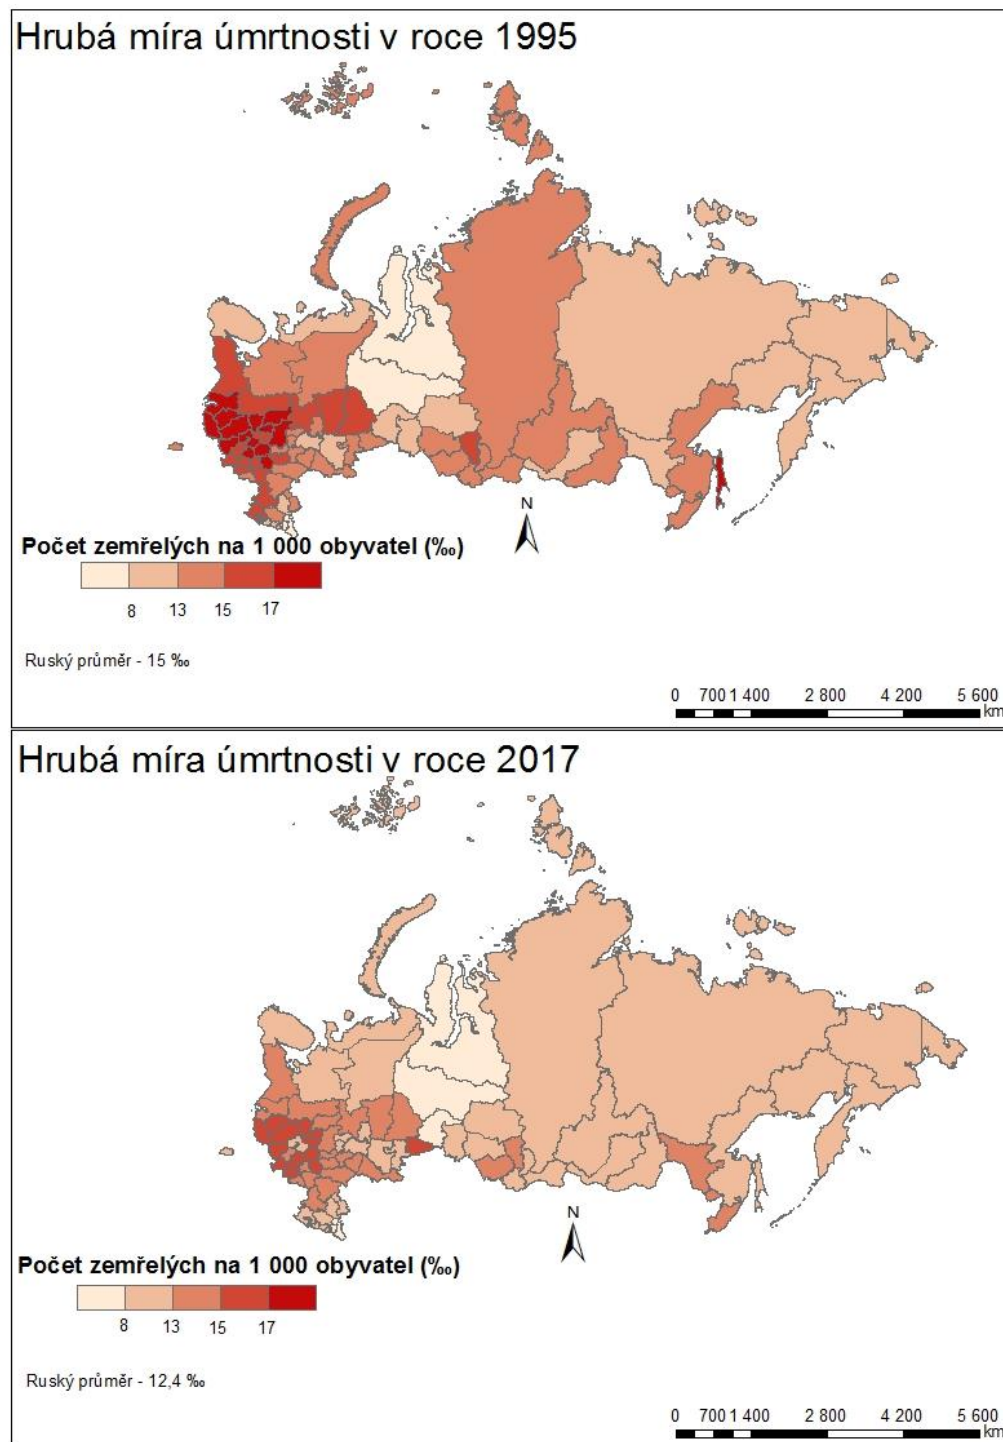 Hrubá míra úmrtnosti v roce 1995
N
Počet zemřelých na 1 000 obyvatel (‰)
8 13 15 17
Ruský průměr - 15 ‰
0 700 1 400 2 800 4 200 5 600
km
Hrubá míra úmrtnosti v roce 2017
N
Počet zemřelých na 1 000 obyvatel (‰)
8 13 15 17
Ruský průměr - 12,4 ‰
0 700 1 400 2 800 4 200 5 600
km